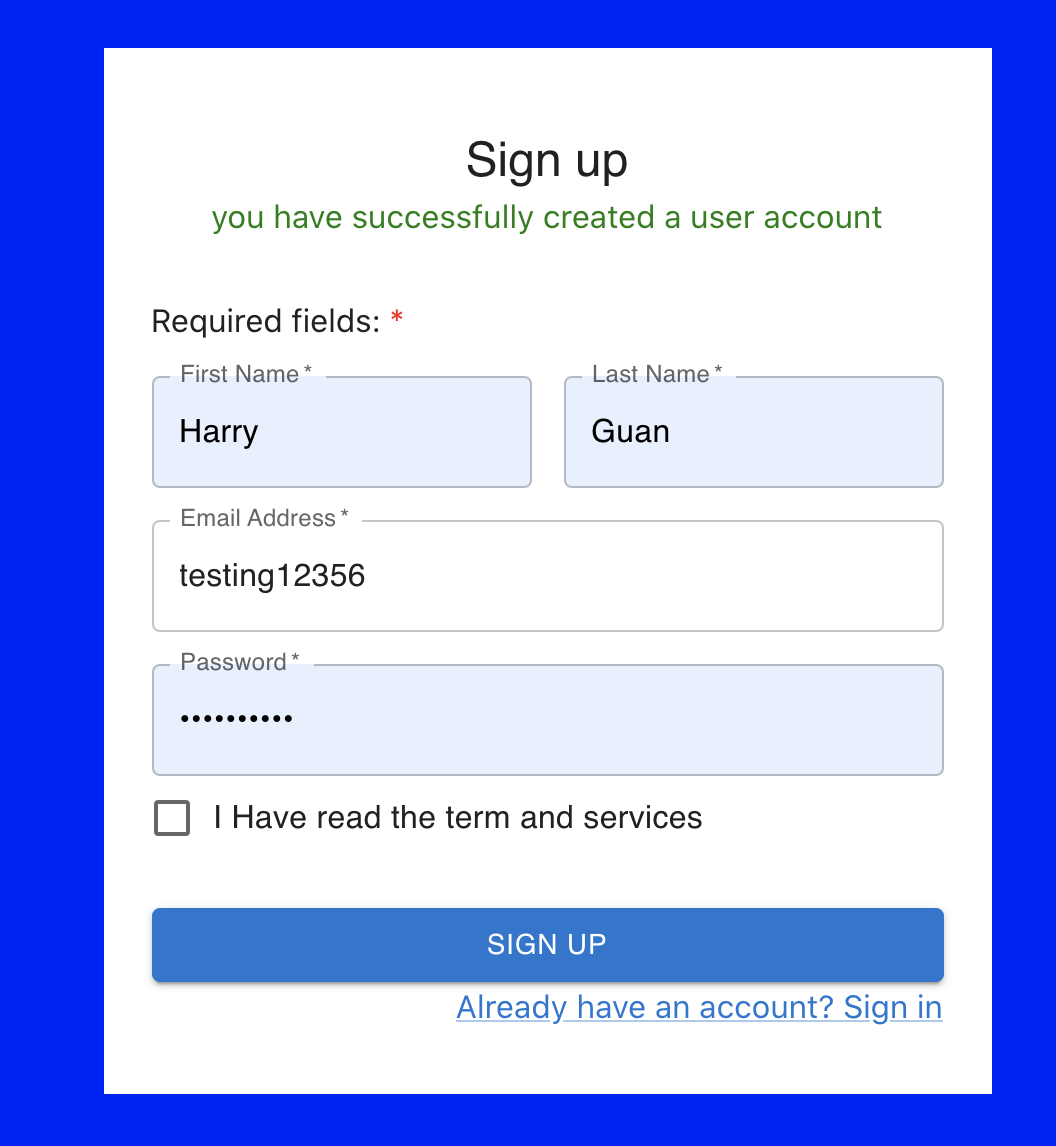 Sign up
you have successfully created a user account
Required fields: *
First Name *
Last Name *
Harry
Guan
Email Address *
testing12356
Password *
••••••••••
I Have read the term and services
SIGN UP
Already have an account? Sign in